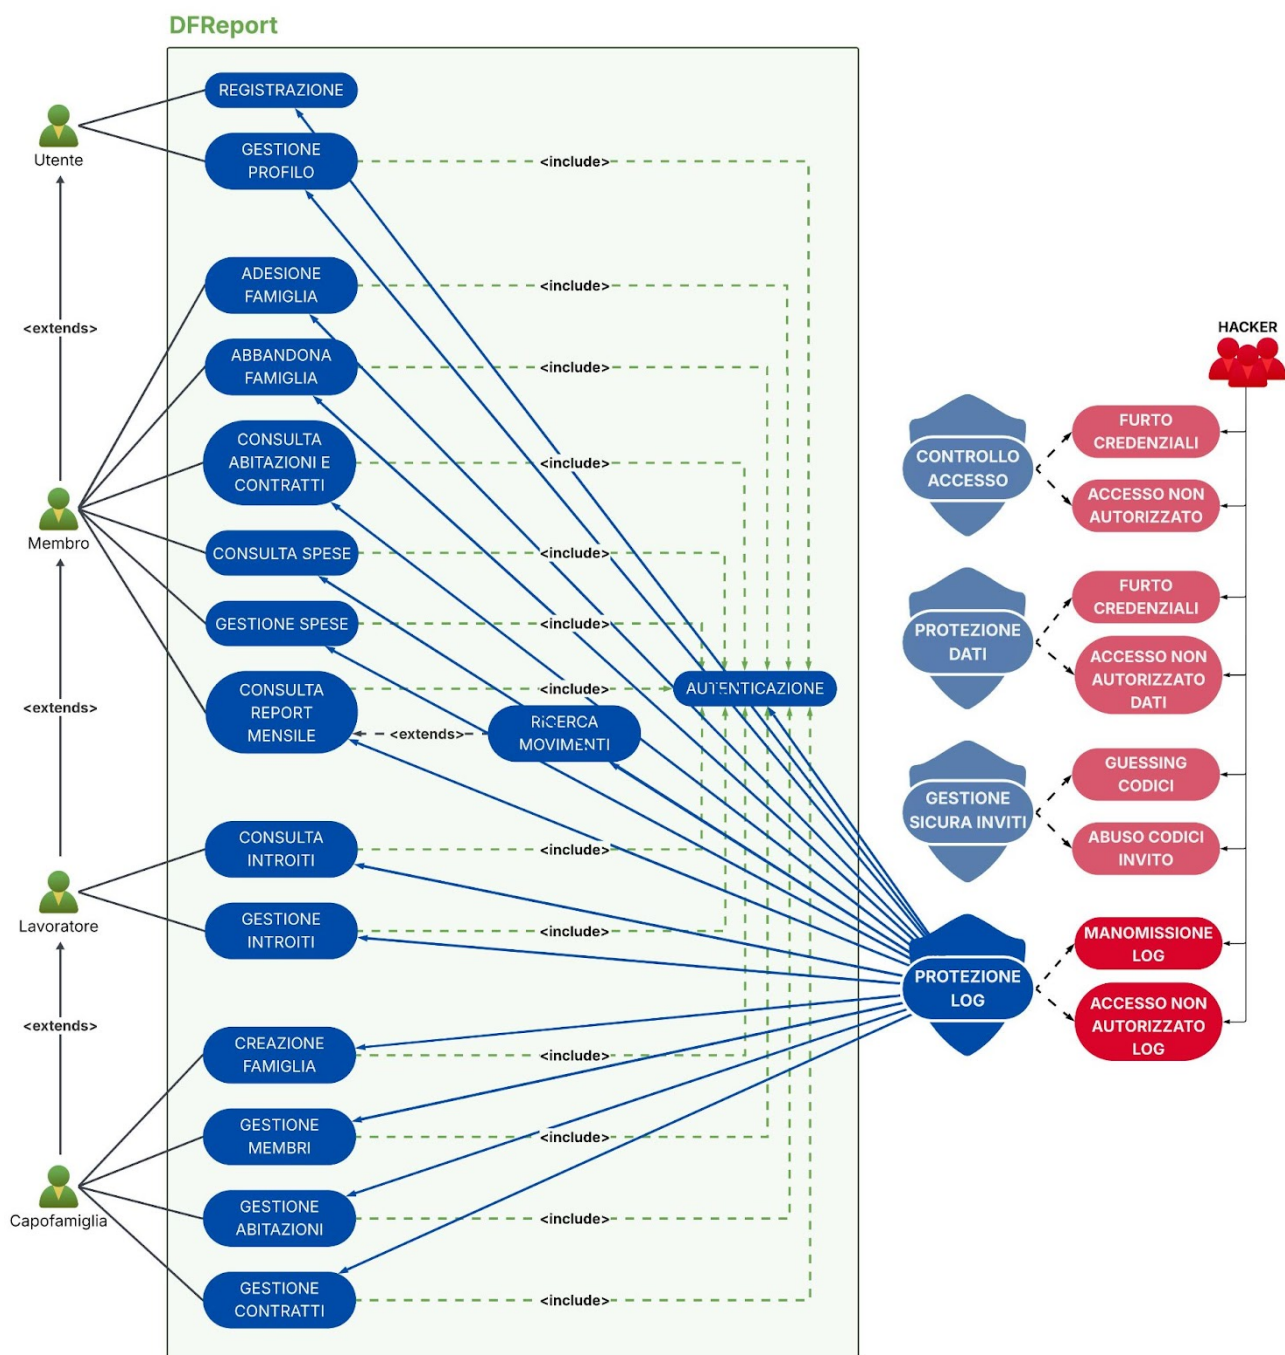 DFReport
REGISTRAZIONE
Utente
GESTIONE
PROFILO
<include>
ADESIONE
FAMIGLIA
<include>
<extends>
HACKER
ABBANDONA
FAMIGLIA
<include>
FURTO
CREDENZIALI
CONSULTA
ABITAZIONI E
CONTRATTI
<include>
CONTROLLO
ACCESSO
ACCESSO NON
AUTORIZZATO
Membro
CONSULTA SPESE
<include>
FURTO
CREDENZIALI
GESTIONE SPESE
<include>
PROTEZIONE
DATI
ACCESSO NON
AUTORIZZATO
DATI
CONSULTA
REPORT
MENSILE
<include>
AUTENTICAZIONE
<extends>
<extends>
RICERCA
MOVIMENTI
GUESSING
CODICI
GESTIONE
SICURA INVITI
CONSULTA
INTROITI
<include>
ABUSO CODICI
INVITO
Lavoratore
GESTIONE
INTROITI
<include>
MANOMISSIONE
LOG
PROTEZIONE
LOG
ACCESSO NON
AUTORIZZATO
LOG
<extends>
CREAZIONE
FAMIGLIA
<include>
GESTIONE
MEMBRI
<include>
Capofamiglia
GESTIONE
ABITAZIONI
<include>
GESTIONE
CONTRATTI
<include>